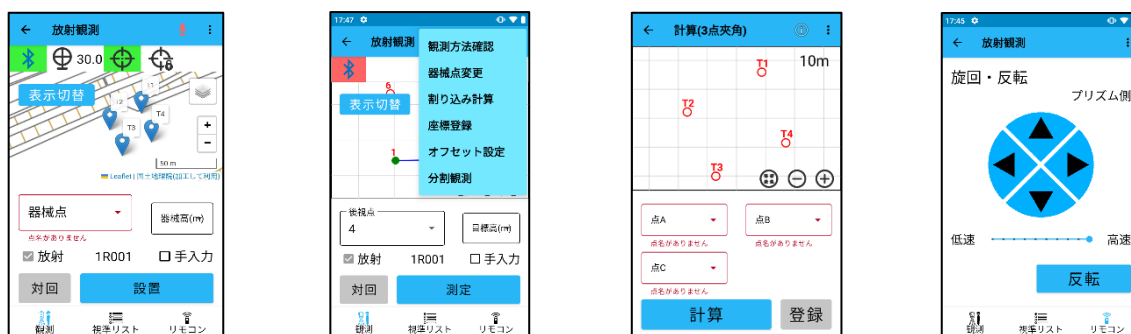 放射観測
30.0
表示切替
T1
T2
T4
T3
+
−
50 m
Leaflet | 国土地理院(加工して利用)
器械点
器械高(m)
点名がありません
放射
1R001
手入力
対回
設置
観測
視準リスト
リモコン
17:47
放射観測
観測方法確認
器械点変更
割り込み計算
座標登録
オフセット設定
分割観測
6
表示切替
1
後視点
4
目標高(m)
放射
1R001
手入力
対回
測定
観測
視準リスト
リモコン
計算(3点夾角)
10m
T1
T2
T4
T3
点A
点B
点名がありません
点名がありません
点C
点名がありません
計算
登録
17:45
放射観測
旋回・反転
プリズム側
低速
高速
反転
観測
視準リスト
リモコン